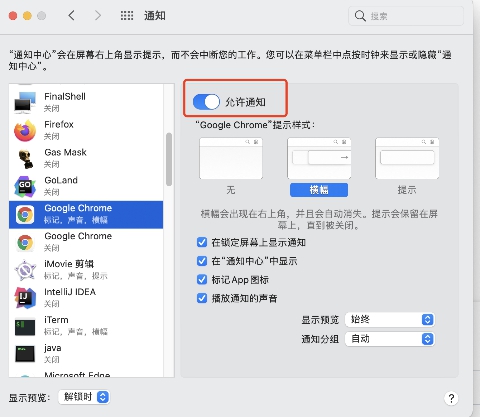 通知
搜索
“通知中心”会在屏幕右上角显示提示，而不会中断您的工作。您可以在菜单栏中点按时钟来显示或隐藏“通
知中心”。
FinalShell
关闭
Firefox
关闭
Gas Mask
关闭
GoLand
关闭
Google Chrome
标记，声音，横幅
Google Chrome
关闭
iMovie 剪辑
标记，声音，提示
IntelliJ IDEA
关闭
iTerm
标记，声音，横幅
java
关闭
Microsoft Edge
允许通知
“Google Chrome”提示样式：
无
横幅
提示
横幅会出现在右上角，并且会自动消失。提示会保留在屏
幕上，直到被关闭。
在锁定屏幕上显示通知
在“通知中心”中显示
标记 App 图标
播放通知的声音
显示预览
始终
通知分组
自动
显示预览：
解锁时
?